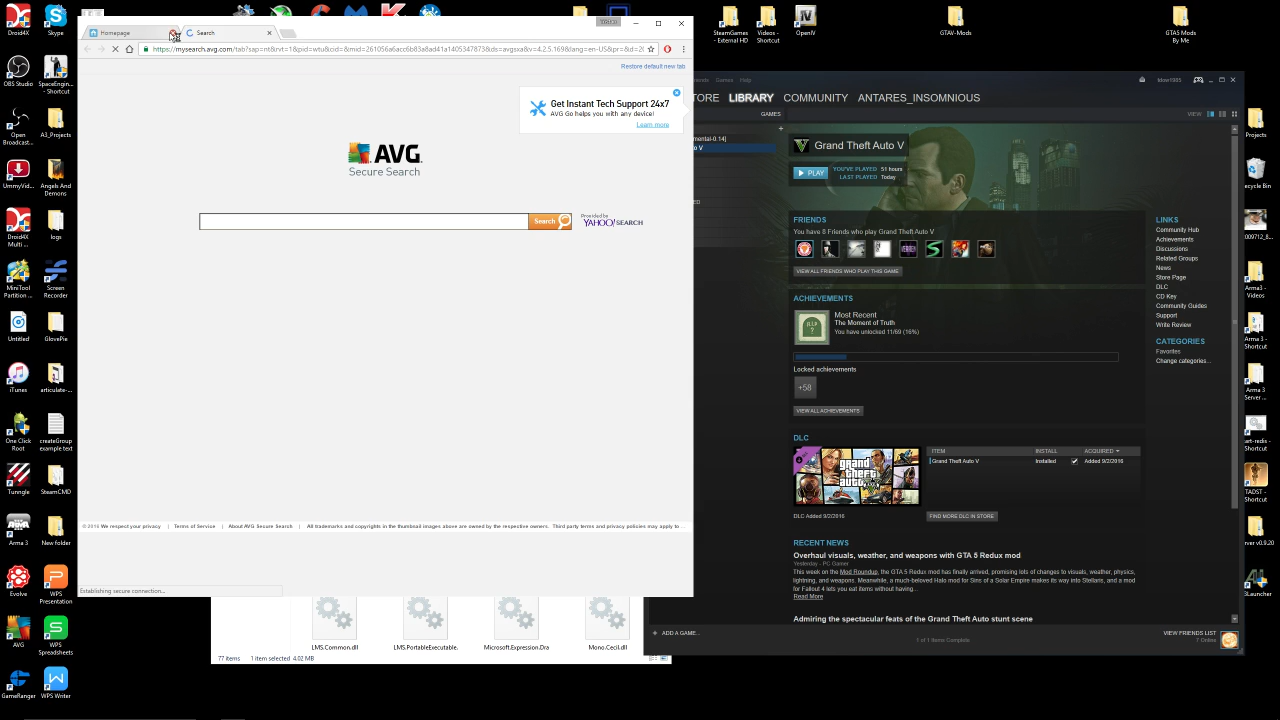 Droid4X
Skype
SteamGames
- External HD
Videos -
Shortcut
OpenIV
GTAV-Mods
GTA5 Mods
By Me
Homepage
Search
Restore default new tab
Get Instant Tech Support 24x7
AVG Go helps you with any device!
Learn more
AVG.
Secure Search
Search
Provided by
YAHOO! SEARCH
We respect your privacy | Terms of Service | About AVG Secure Search | All trademarks and copyrights in the thumbnail images above are owned by the respective owners. Third party terms and privacy policies may apply to ...
Establishing secure connection...
OBS Studio
SpaceEngin...
- Shortcut
Open
Broadcast...
A3_Projects
UmmyVid...
Angels And
Demons
Droid4X
Multi ...
logs
MiniTool
Partition ...
Screen
Recorder
Untitled
GlovePie
iTunes
articulate-...
One Click
Root
createGroup
example text
Tunngle
SteamCMD
Arma 3
New folder
Evolve
WPS
Presentation
AVG
WPS
Spreadsheets
GameRanger
WPS Writer
LMS.Common.dll
LMS.PortableExecutable.
Microsoft.Expression.Dra
Mono.Cecil.dll
77 items 1 item selected 4.02 MB
Games Help
LIBRARY
COMMUNITY
ANTARES_INSOMNIOUS
GAMES
VIEW
Grand Theft Auto V
PLAY
YOU'VE PLAYED 51 hours
LAST PLAYED Today
FRIENDS
You have 8 Friends who play Grand Theft Auto V
VIEW ALL FRIENDS WHO PLAY THIS GAME
ACHIEVEMENTS
Most Recent
The Moment of Truth
You have unlocked 11/69 (16%)
Locked achievements
+58
VIEW ALL ACHIEVEMENTS
DLC
ITEM INSTALL ACQUIRED
Grand Theft Auto V Installed Added 9/2/2016
grand
theft
auto
DLC Added 9/2/2016
FIND MORE DLC IN STORE
RECENT NEWS
Overhaul visuals, weather, and weapons with GTA 5 Redux mod
Yesterday - PC Gamer
This week on the Mod Roundup, the GTA 5 Redux mod has finally arrived, promising lots of changes to visuals, weather, physics,
lightning, and weapons. Meanwhile, a much-beloved Halo mod for Sins of a Solar Empire makes its way into Stellaris, and a mod
for Fallout 4 lets you eat items without having...
Read More
Admiring the spectacular feats of the Grand Theft Auto stunt scene
ADD A GAME...
1 of 1 Items Complete
VIEW FRIENDS LIST
LINKS
Community Hub
Achievements
Discussions
Related Groups
News
Store Page
DLC
CD Key
Community Guides
Support
Write Review
CATEGORIES
Favorites
Change categories...
Projects
Arma3 -
Videos
Arma 3 -
Shortcut
Arma 3
Server ...
TADST -
Shortcut